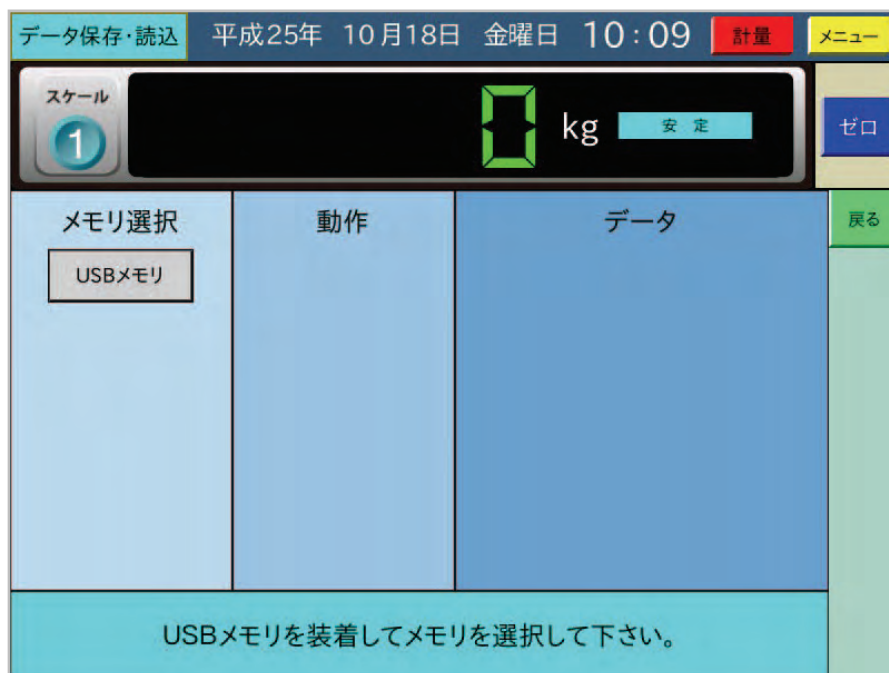 データ保存・読込 平成25年 10月18日 金曜日 10:09 計量 メニュー
スケール
1
0 kg 安定
ゼロ
メモリ選択 動作 データ 戻る
USBメモリ
USBメモリを装着してメモリを選択して下さい。